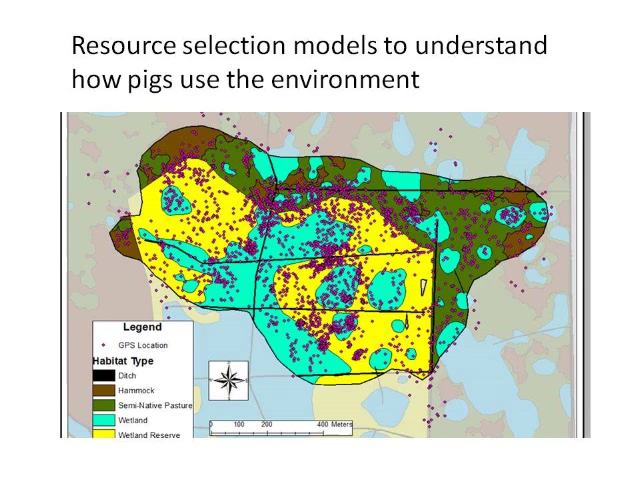 Resource selection models to understand
how pigs use the environment
Legend
GPS Location
Habitat Type
Ditch
Hammock
Semi-Native Pasture
Wetland
Wetland Reserve
0 100 200 400 Meters